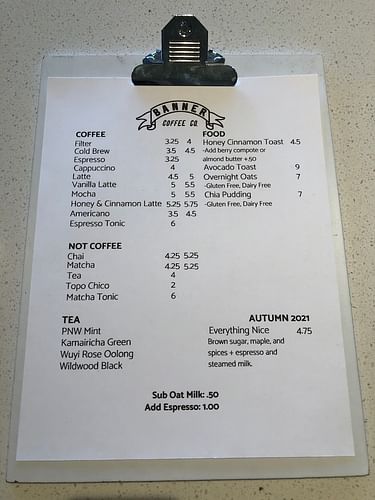 BANNER
COFFEE CO.
COFFEE
Filter 3.25 4
Cold Brew 3.5 4.5
Espresso 3.25
Cappuccino 4
Latte 4.5 5
Vanilla Latte 5 5.5
Mocha 5 5.5
Honey & Cinnamon Latte 5.25 5.75
Americano 3.5 4.5
Espresso Tonic 6
FOOD
Honey Cinnamon Toast 4.5
-Add berry compote or
almond butter +.50
Avocado Toast 9
Overnight Oats 7
-Gluten Free, Dairy Free
Chia Pudding 7
-Gluten Free, Dairy Free
NOT COFFEE
Chai 4.25 5.25
Matcha 4.25 5.25
Tea 4
Topo Chico 2
Matcha Tonic 6
TEA
PNW Mint
Kamairicha Green
Wuyi Rose Oolong
Wildwood Black
AUTUMN 2021
Everything Nice 4.75
Brown sugar, maple, and
spices + espresso and
steamed milk.
Sub Oat Milk: .50
Add Espresso: 1.00